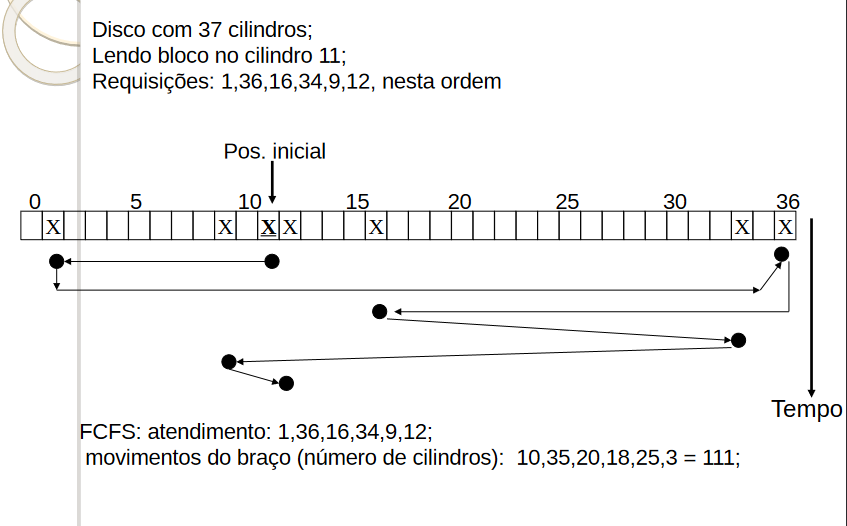 Disco com 37 cilindros;
Lendo bloco no cilindro 11;
Requisições: 1,36,16,34,9,12, nesta ordem
Pos. inicial
0 5 10 15 20 25 30 36
X X X X X X X
Tempo
FCFS: atendimento: 1,36,16,34,9,12;
movimentos do braço (número de cilindros): 10,35,20,18,25,3 = 111;